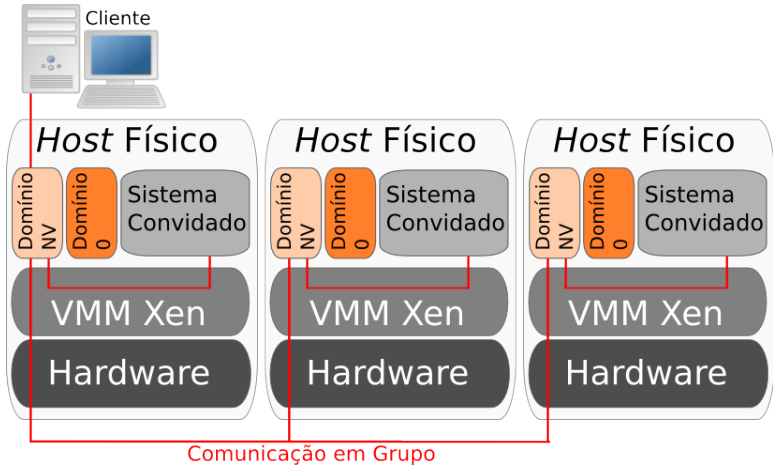 Cliente
Host Físico
Domínio
NV
Domínio
0
Sistema
Convidado
VMM Xen
Hardware
Host Físico
Domínio
NV
Domínio
0
Sistema
Convidado
VMM Xen
Hardware
Host Físico
Domínio
NV
Domínio
0
Sistema
Convidado
VMM Xen
Hardware
Comunicação em Grupo